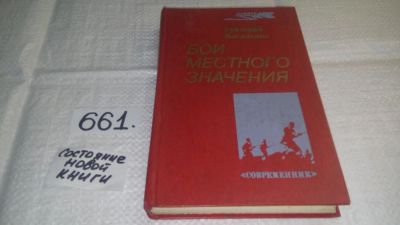 661.
состояние
новой
книги
БОИ
МЕСТНОГО
ЗНАЧЕНИЯ
«СОВРЕМЕННИК»